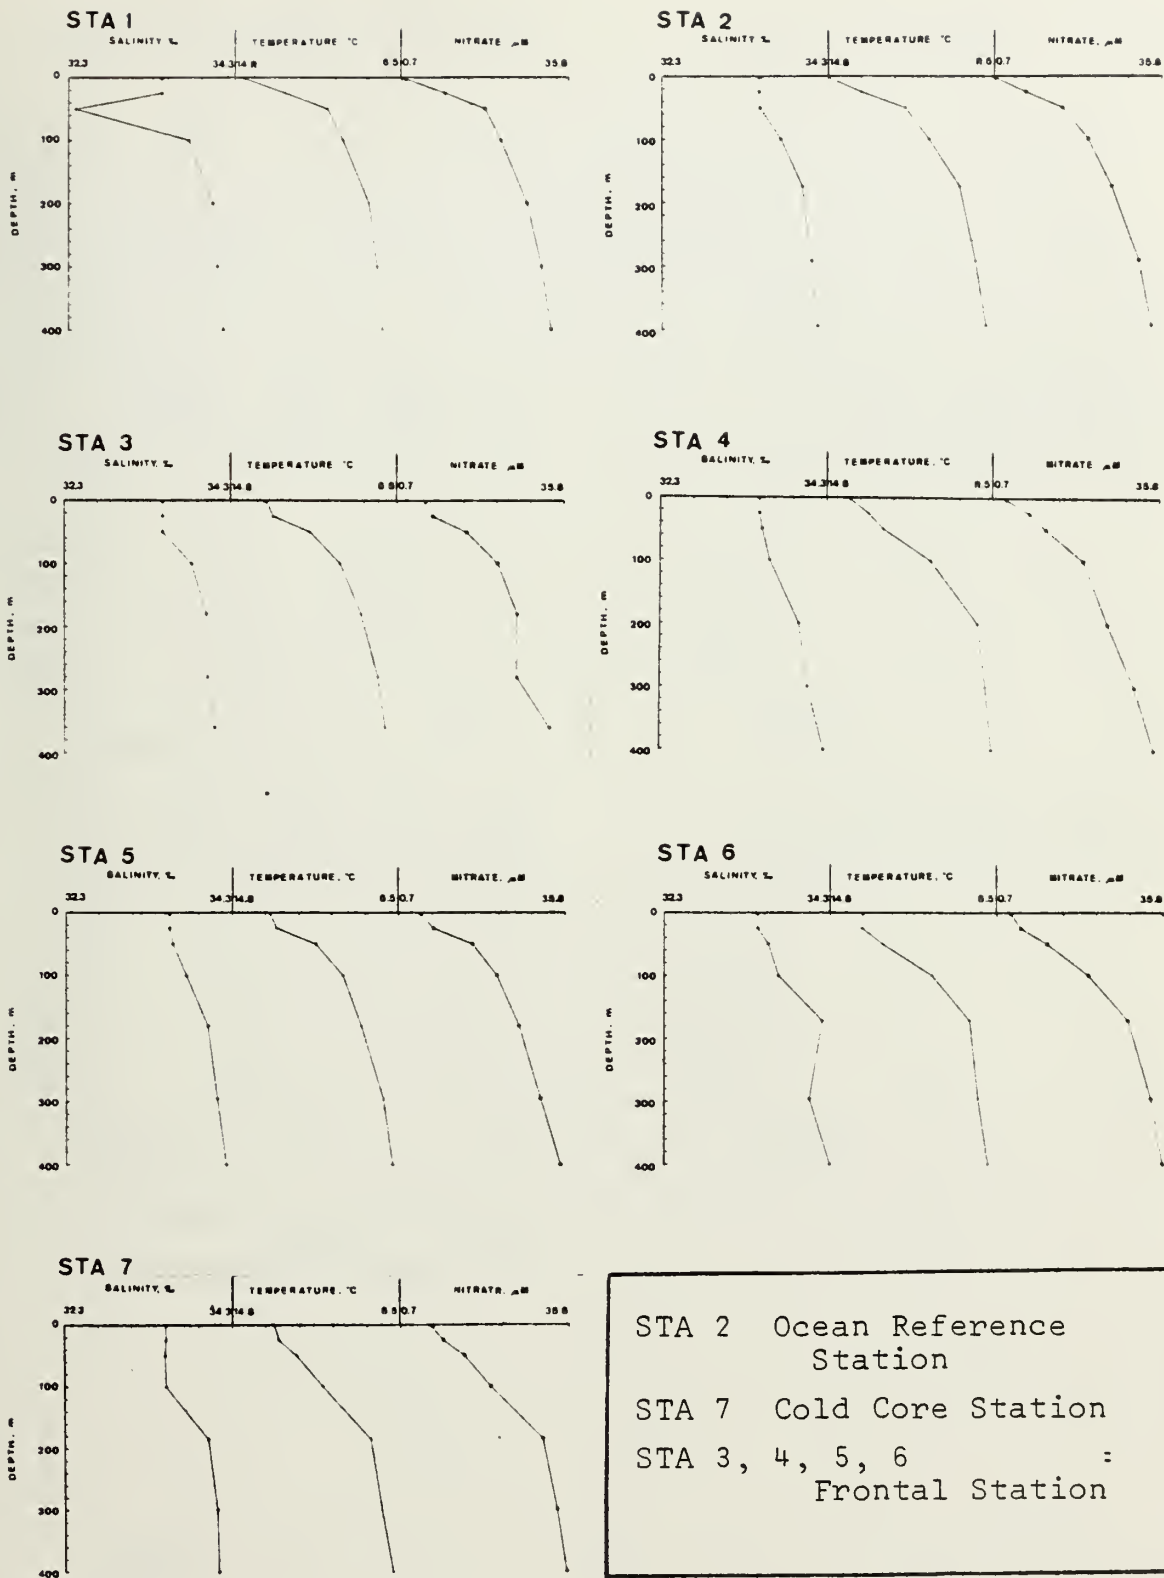 STA 1
SALINITY ‰ TEMPERATURE °C NITRATE μM
32.3 34.3 14.8 8.5 0.7 35.8
0
100
200
300
400
DEPTH, m
STA 2
SALINITY ‰ TEMPERATURE °C NITRATE, μM
32.3 34.3 14.8 8.5 0.7 35.8
0
100
200
300
400
DEPTH, m
STA 3
SALINITY, ‰ TEMPERATURE °C NITRATE μM
32.3 34.3 14.8 8.5 0.7 35.8
0
100
200
300
400
DEPTH, m
STA 4
SALINITY, ‰ TEMPERATURE, °C NITRATE μM
32.3 34.3 14.8 8.5 0.7 35.8
0
100
200
300
400
DEPTH, m
STA 5
SALINITY, ‰ TEMPERATURE, °C NITRATE, μM
32.3 34.3 14.8 8.5 0.7 35.8
0
100
200
300
400
DEPTH, m
STA 6
SALINITY, ‰ TEMPERATURE, °C NITRATE, μM
32.3 34.3 14.8 8.5 0.7 35.8
0
100
200
300
400
DEPTH, m
STA 7
SALINITY, ‰ TEMPERATURE, °C NITRATR, μM
32.3 34.3 14.8 8.5 0.7 35.8
0
100
200
300
400
DEPTH, m
STA 2 Ocean Reference
Station
STA 7 Cold Core Station
STA 3, 4, 5, 6 =
Frontal Station